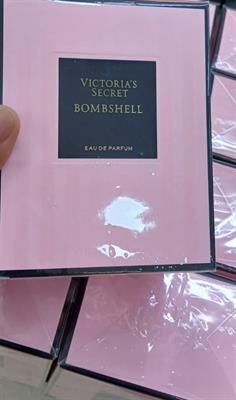 VICTORIA'S
SECRET
BOMBSHELL
EAU DE PARFUM